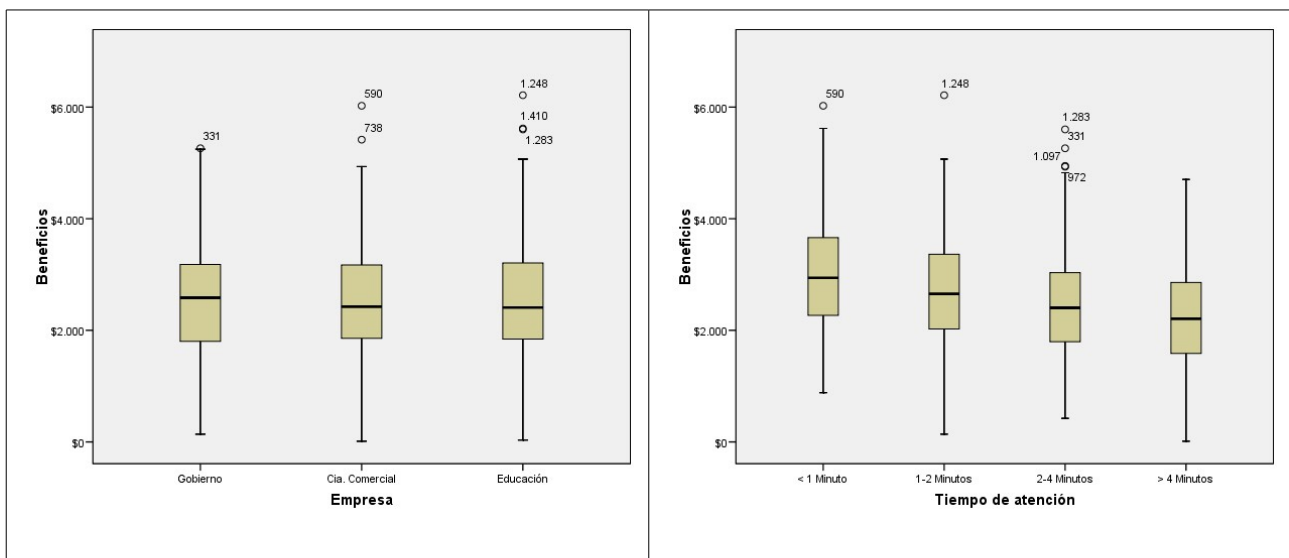 1.248
590
$6.000
1.410
738
1.283
331
Beneficios
$4.000
$2.000
$0
Gobierno
Cia. Comercial
Educación
Empresa
590
1.248
$6.000
1.283
331
1.097
972
Beneficios
$4.000
$2.000
$0
< 1 Minuto
1-2 Minutos
2-4 Minutos
> 4 Minutos
Tiempo de atención